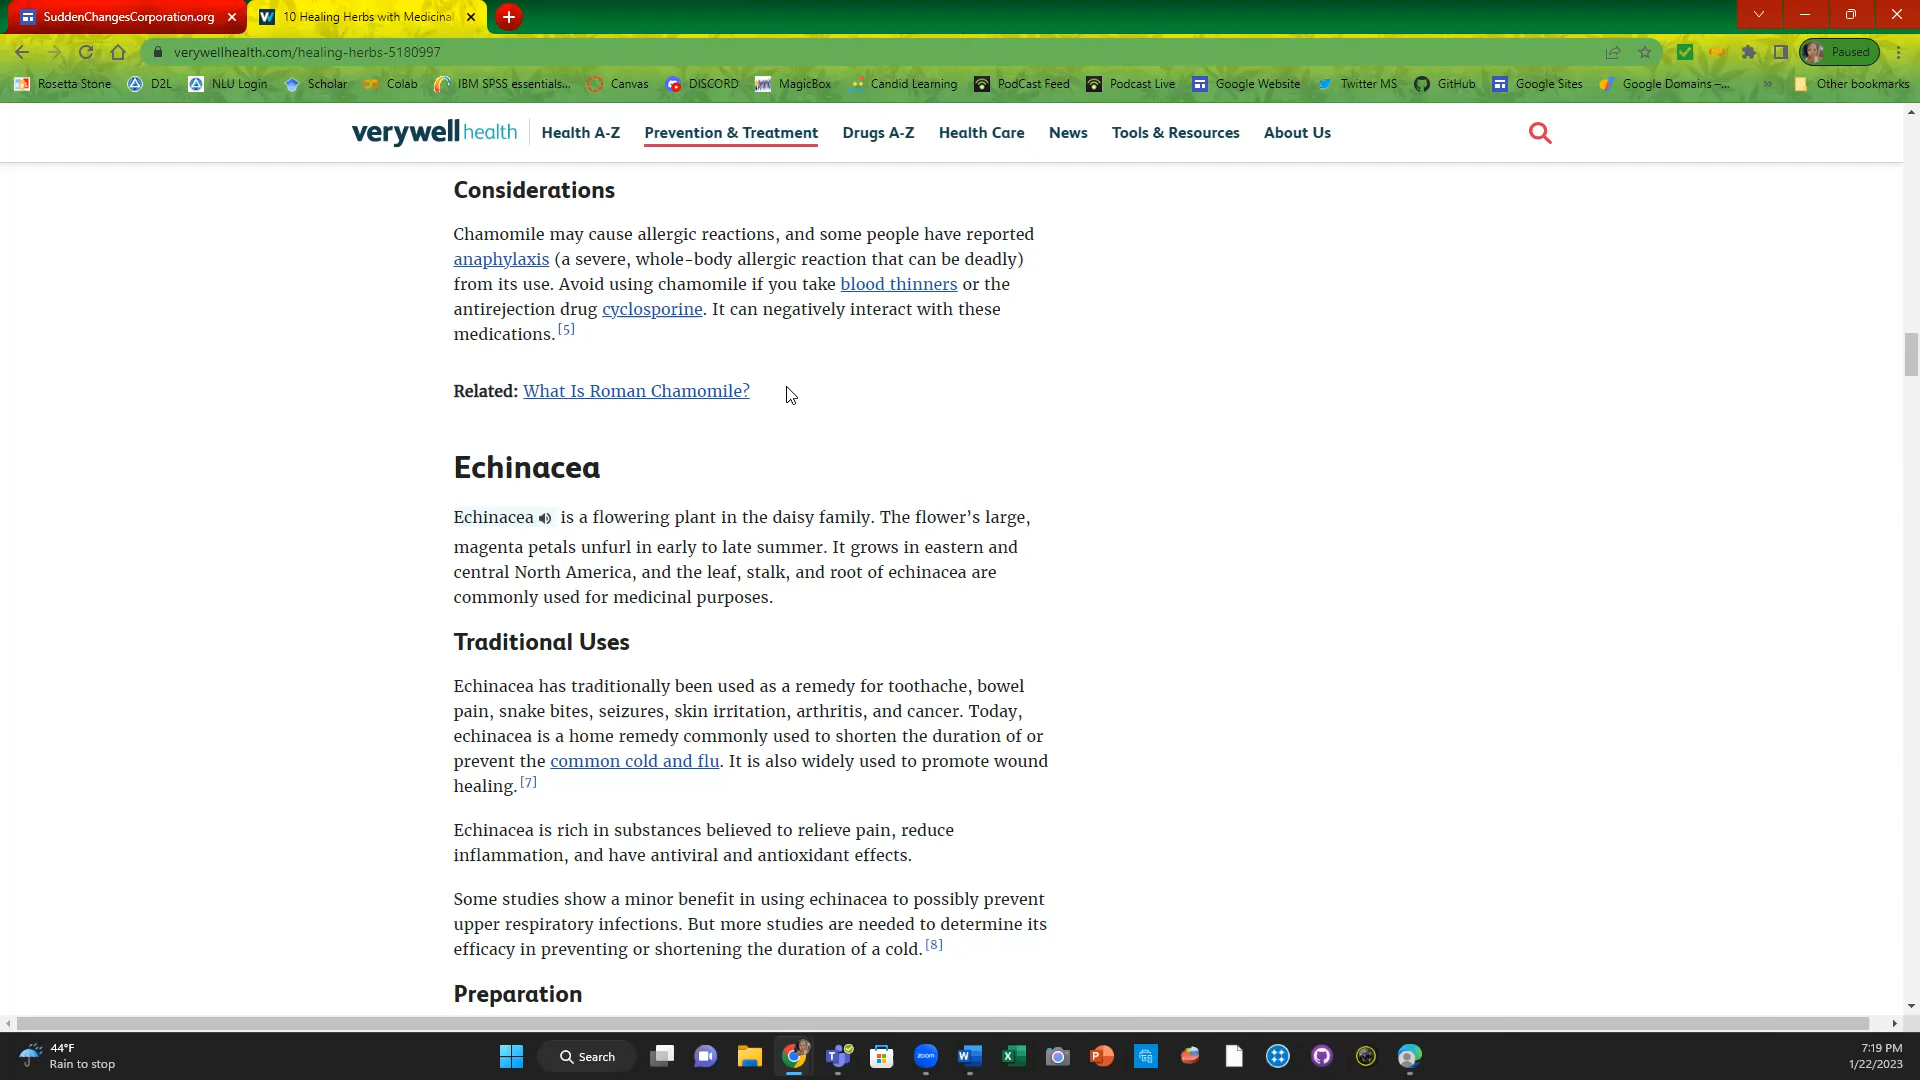 SuddenChangesCorporation.org
10 Healing Herbs with Medicinal
verywellhealth.com/healing-herbs-5180997
Paused
Rosetta Stone D2L NLU Login Scholar Colab IBM SPSS essentials... Canvas DISCORD MagicBox Candid Learning PodCast Feed Podcast Live Google Website Twitter MS GitHub Google Sites Google Domains –... » Other bookmarks
verywell health Health A-Z Prevention & Treatment Drugs A-Z Health Care News Tools & Resources About Us
Considerations
Chamomile may cause allergic reactions, and some people have reported
anaphylaxis (a severe, whole-body allergic reaction that can be deadly)
from its use. Avoid using chamomile if you take blood thinners or the
antirejection drug cyclosporine. It can negatively interact with these
medications. [5]
Related: What Is Roman Chamomile?
Echinacea
Echinacea is a flowering plant in the daisy family. The flower’s large,
magenta petals unfurl in early to late summer. It grows in eastern and
central North America, and the leaf, stalk, and root of echinacea are
commonly used for medicinal purposes.
Traditional Uses
Echinacea has traditionally been used as a remedy for toothache, bowel
pain, snake bites, seizures, skin irritation, arthritis, and cancer. Today,
echinacea is a home remedy commonly used to shorten the duration of or
prevent the common cold and flu. It is also widely used to promote wound
healing. [7]
Echinacea is rich in substances believed to relieve pain, reduce
inflammation, and have antiviral and antioxidant effects.
Some studies show a minor benefit in using echinacea to possibly prevent
upper respiratory infections. But more studies are needed to determine its
efficacy in preventing or shortening the duration of a cold. [8]
Preparation
44°F
Rain to stop
Search
zoom
7:19 PM
1/22/2023